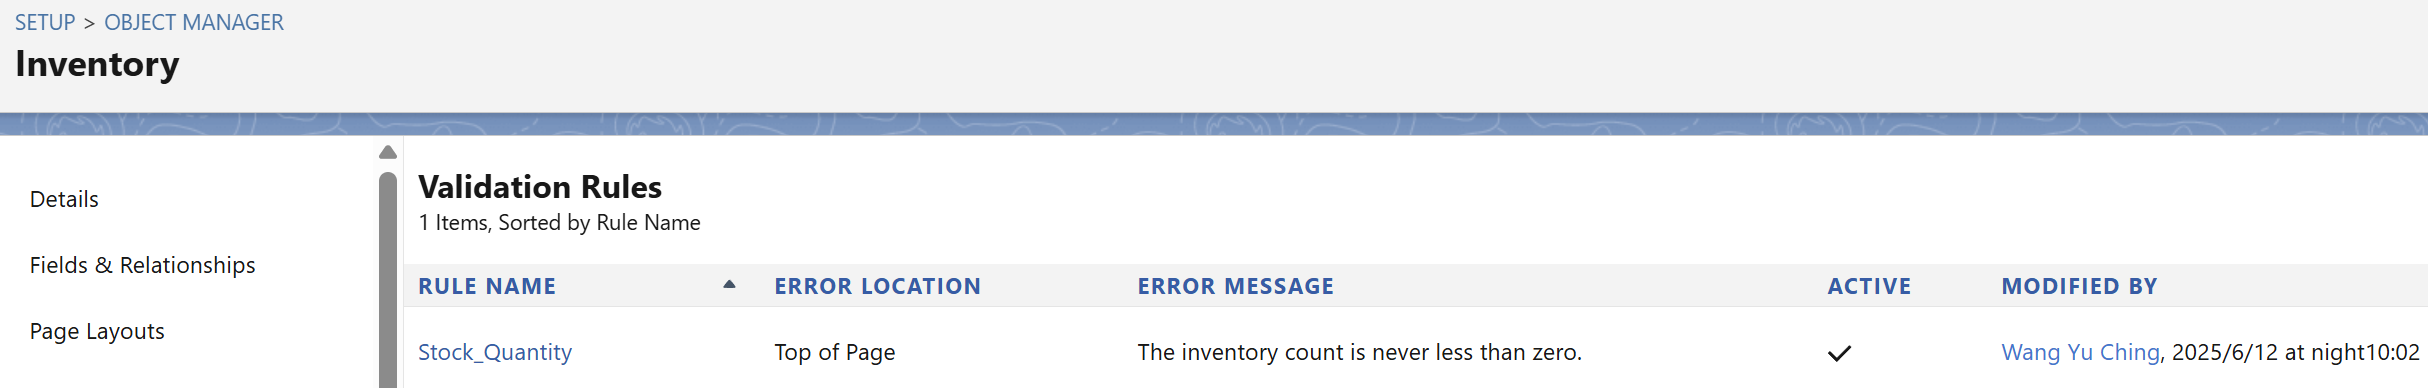 SETUP > OBJECT MANAGER
Inventory
Details
Fields & Relationships
Page Layouts
Validation Rules
1 Items, Sorted by Rule Name
RULE NAME ERROR LOCATION ERROR MESSAGE ACTIVE MODIFIED BY
Stock_Quantity Top of Page The inventory count is never less than zero. ✓ Wang Yu Ching, 2025/6/12 at night10:02